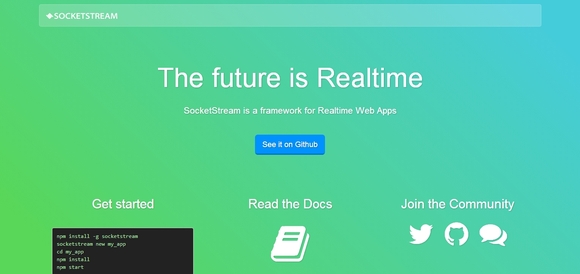 SOCKETSTREAM
The future is Realtime
SocketStream is a framework for Realtime Web Apps
See it on Github
Get started
Read the Docs
Join the Community
npm install -g socketstream
socketstream new my_app
cd my_app
npm install
npm start